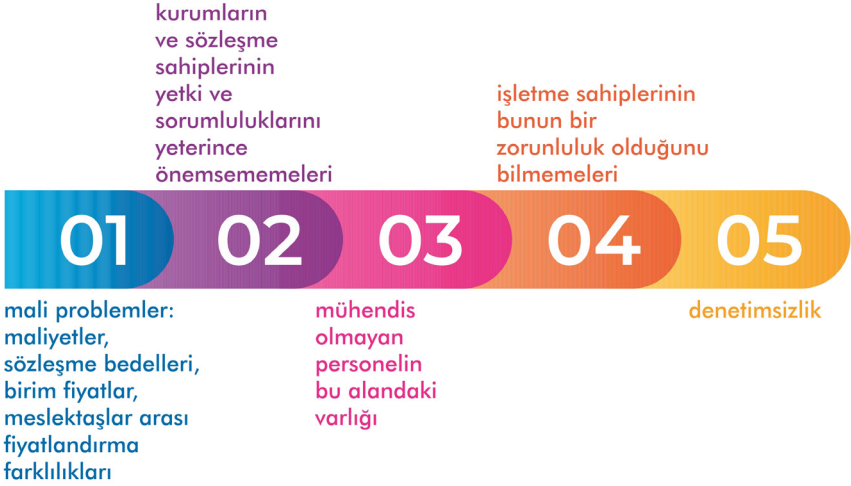 kurumların
ve sözleşme
sahiplerinin
yetki ve
sorumluluklarını
yeterince
önemsememeleri
işletme sahiplerinin
bunun bir
zorunluluk olduğunu
bilmemeleri
01 02 03 04 05
mali problemler:
maliyetler,
sözleşme bedelleri,
birim fiyatlar,
meslektaşlar arası
fiyatlandırma
farklılıkları
mühendis
olmayan
personelin
bu alandaki
varlığı
denetimsizlik